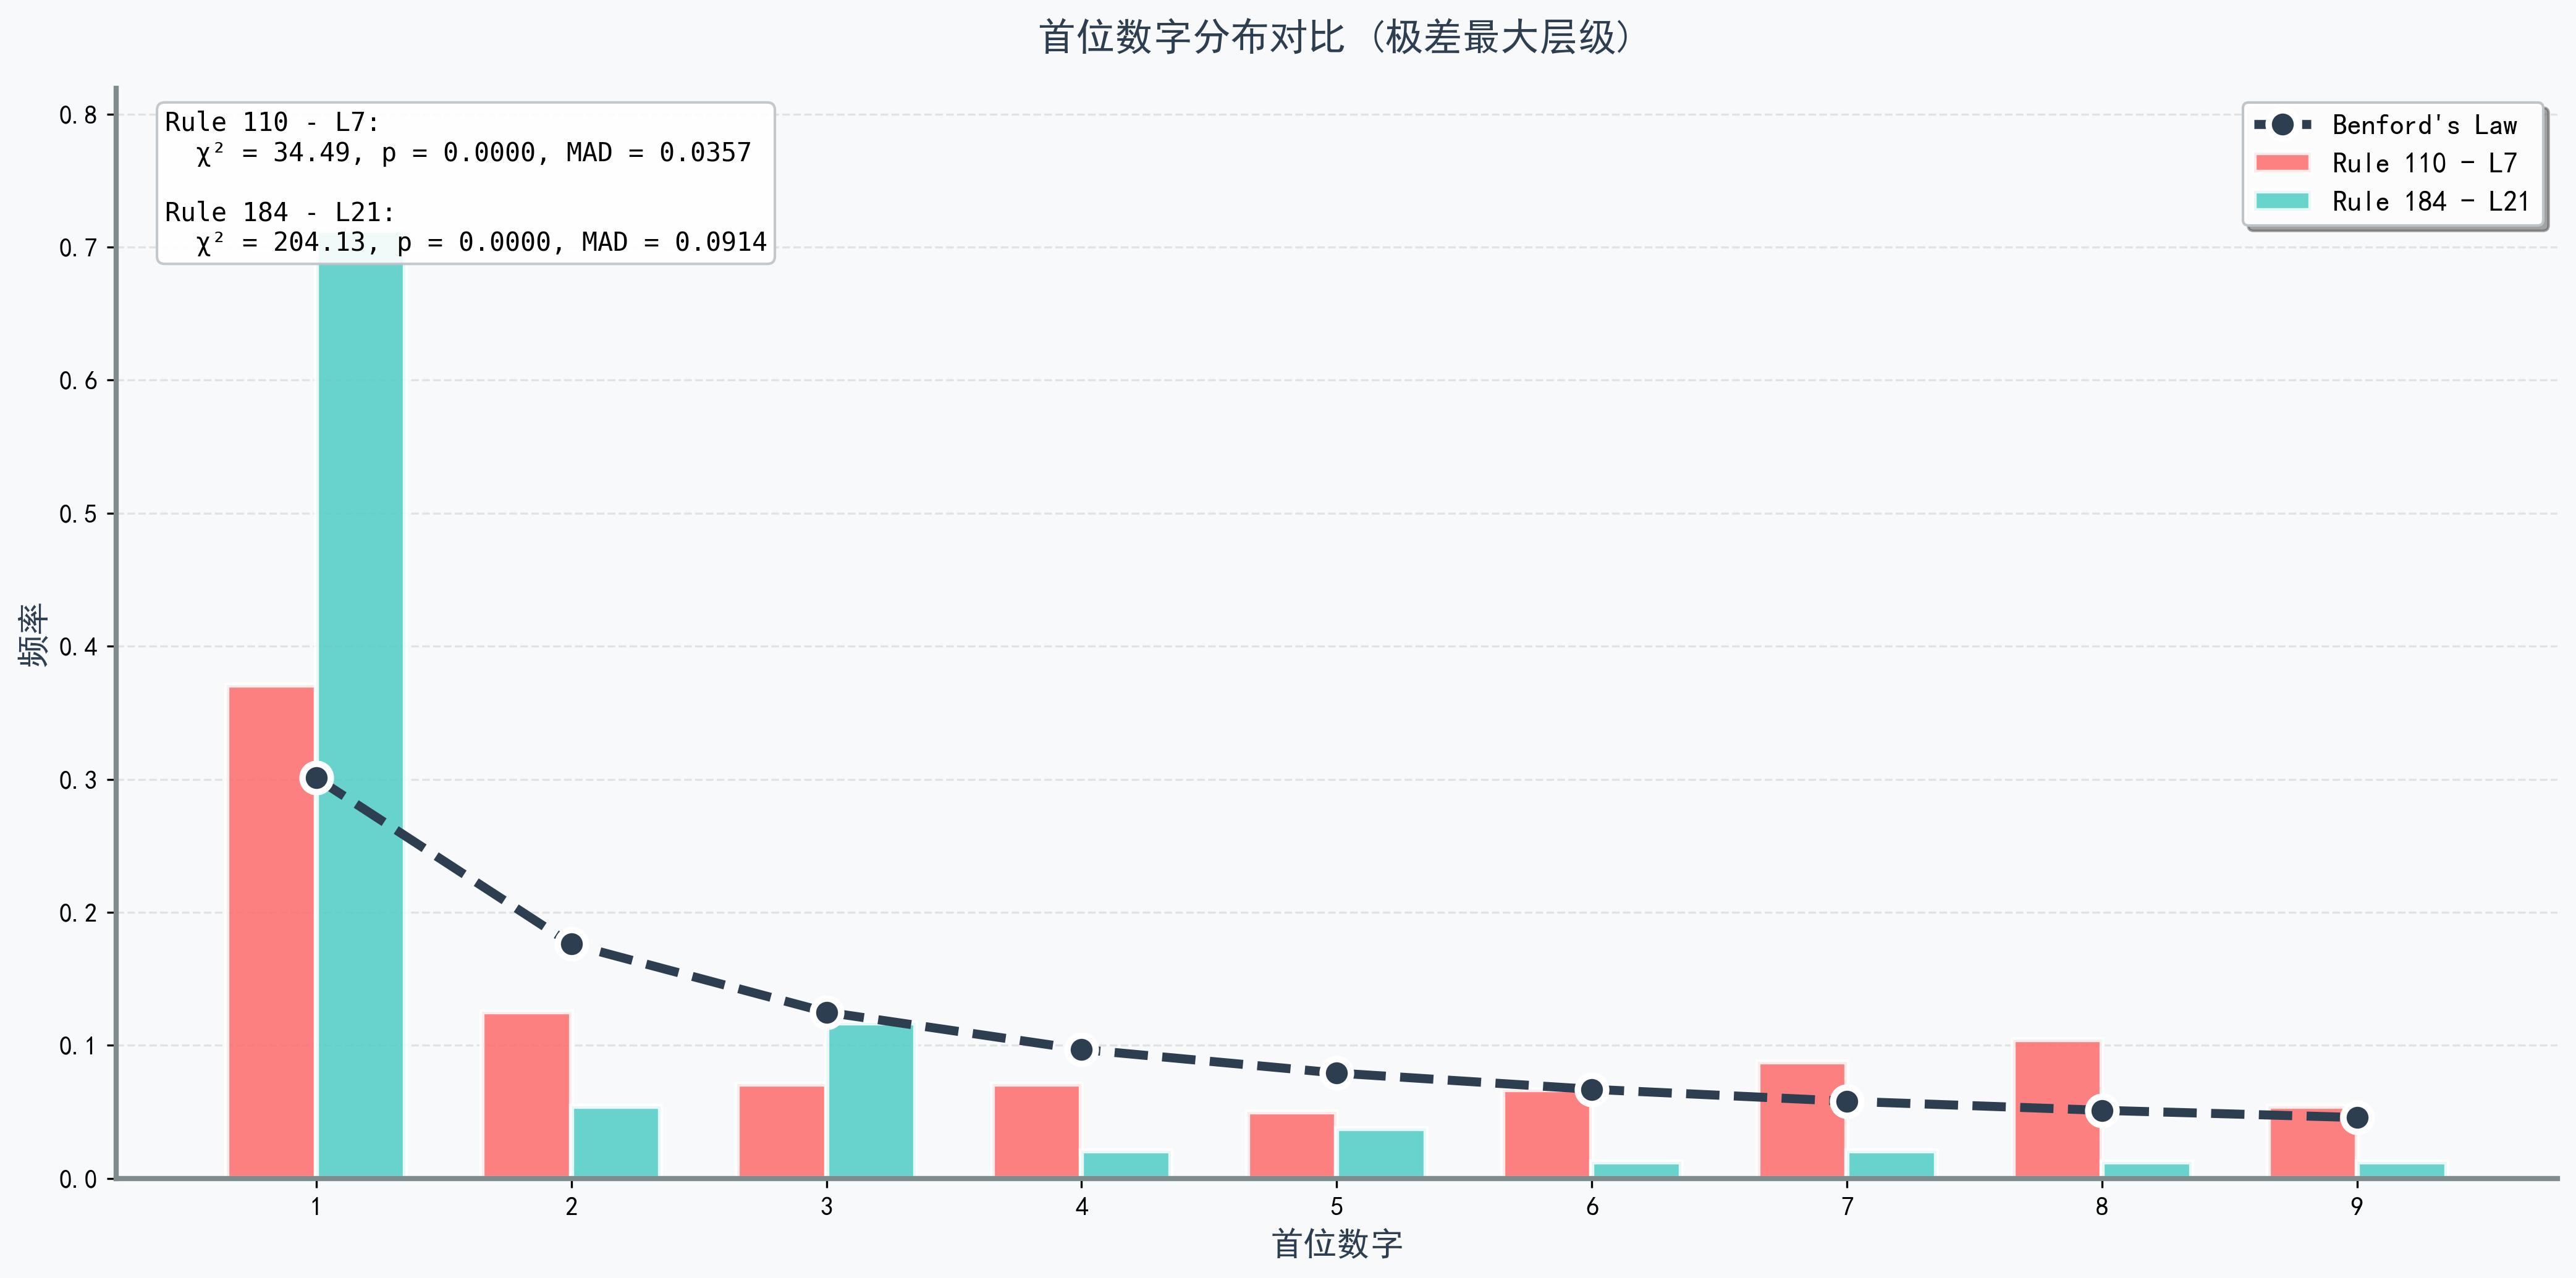 首位数字分布对比 (极差最大层级)
Rule 110 - L7:
χ² = 34.49, p = 0.0000, MAD = 0.0357
Rule 184 - L21:
χ² = 204.13, p = 0.0000, MAD = 0.0914
Benford's Law
Rule 110 - L7
Rule 184 - L21
频率
0.8
0.7
0.6
0.5
0.4
0.3
0.2
0.1
0.0
1 2 3 4 5 6 7 8 9
首位数字